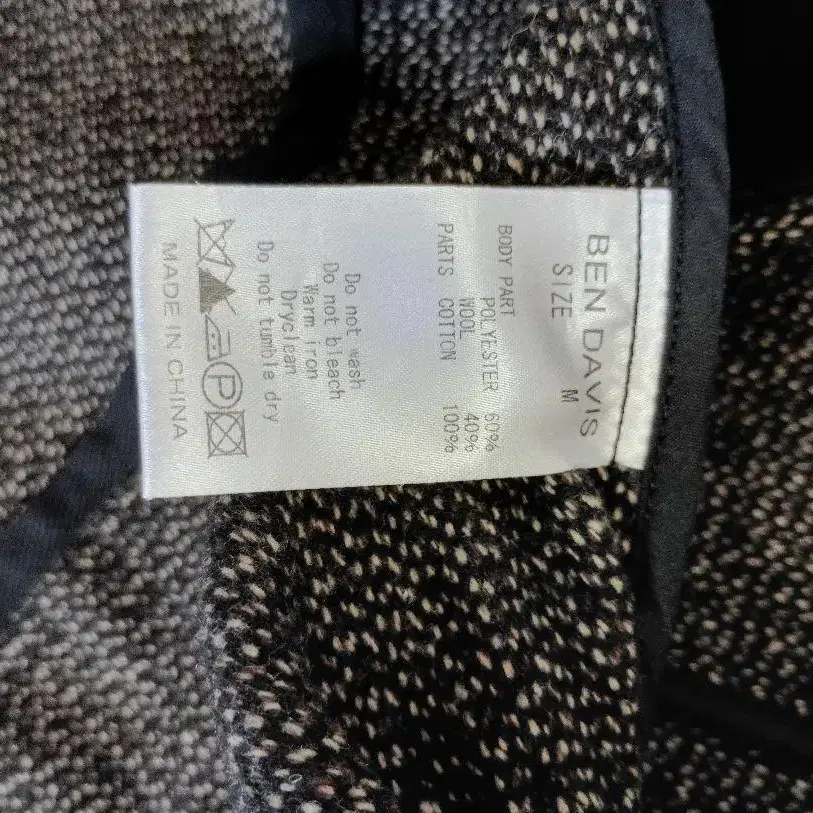 BEN DAVIS
SIZE M
BODY PART
POLYESTER 60%
WOOL 40%
PARTS COTTON 100%
Do not wash
Do not bleach
Warm iron
Dryclean
Do not tumble dry
P
MADE IN CHINA